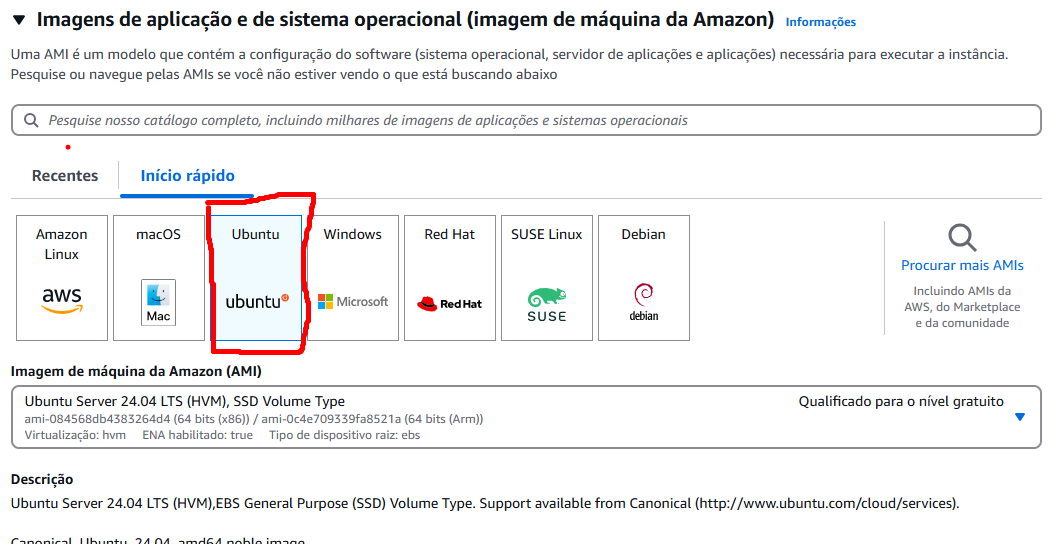 Imagens de aplicação e de sistema operacional (imagem de máquina da Amazon) Informações
Uma AMI é um modelo que contém a configuração do software (sistema operacional, servidor de aplicações e aplicações) necessária para executar a instância.
Pesquise ou navegue pelas AMIs se você não estiver vendo o que está buscando abaixo
Pesquise nosso catálogo completo, incluindo milhares de imagens de aplicações e sistemas operacionais
Recentes
Início rápido
Amazon
Linux
aws
macOS
Mac
Ubuntu
ubuntu
Windows
Microsoft
Red Hat
Red Hat
SUSE Linux
SUSE
Debian
debian
Procurar mais AMIs
Incluindo AMIs da
AWS, do Marketplace
e da comunidade
Imagem de máquina da Amazon (AMI)
Ubuntu Server 24.04 LTS (HVM), SSD Volume Type
Qualificado para o nível gratuito
ami-084568db4383264d4 (64 bits (x86)) / ami-0c4e709339fa8521a (64 bits (Arm))
Virtualização: hvm ENA habilitado: true Tipo de dispositivo raiz: ebs
Descrição
Ubuntu Server 24.04 LTS (HVM),EBS General Purpose (SSD) Volume Type. Support available from Canonical (http://www.ubuntu.com/cloud/services).
Canonical, Ubuntu, 24.04, amd64 noble image